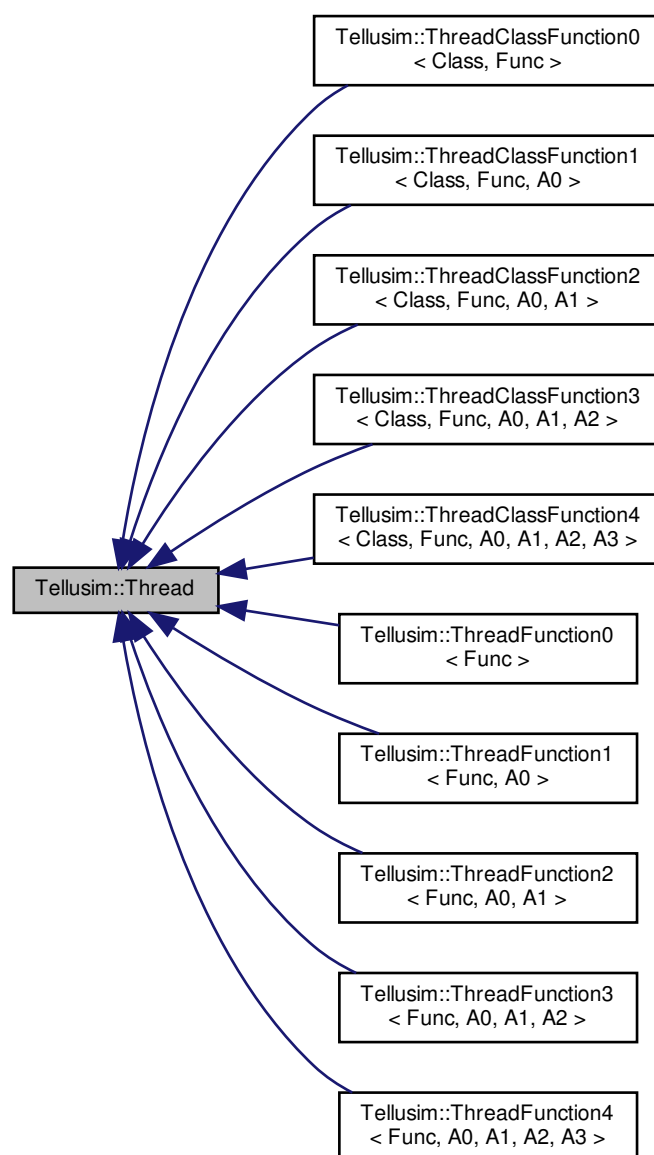 Tellusim::ThreadClassFunction0
< Class, Func >
Tellusim::ThreadClassFunction1
< Class, Func, A0 >
Tellusim::ThreadClassFunction2
< Class, Func, A0, A1 >
Tellusim::ThreadClassFunction3
< Class, Func, A0, A1, A2 >
Tellusim::ThreadClassFunction4
< Class, Func, A0, A1, A2, A3 >
Tellusim::Thread
Tellusim::ThreadFunction0
< Func >
Tellusim::ThreadFunction1
< Func, A0 >
Tellusim::ThreadFunction2
< Func, A0, A1 >
Tellusim::ThreadFunction3
< Func, A0, A1, A2 >
Tellusim::ThreadFunction4
< Func, A0, A1, A2, A3 >